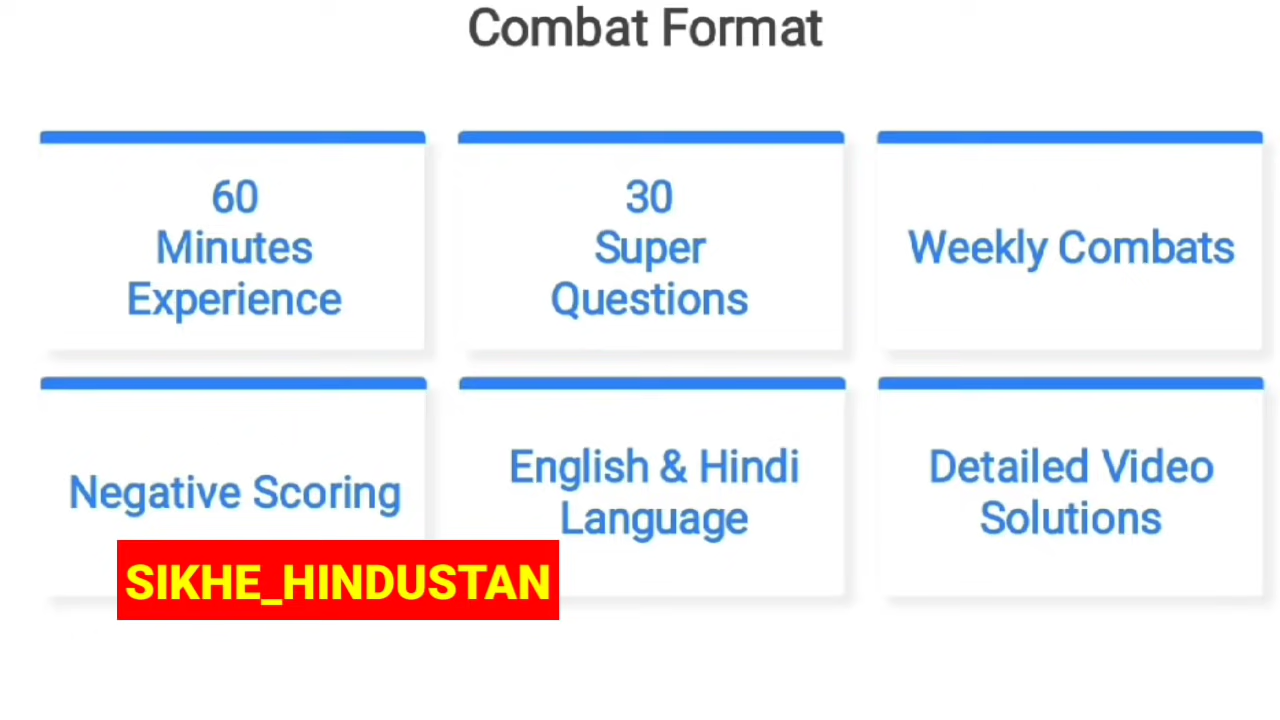 Combat Format
60
Minutes
Experience
30
Super
Questions
Weekly Combats
Negative Scoring
English & Hindi
Language
Detailed Video
Solutions
SIKHE_HINDUSTAN